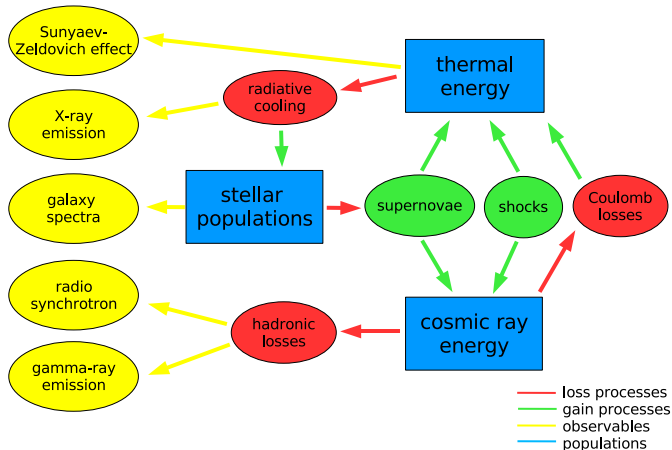 Sunyaev-
Zeldovich effect
thermal
energy
radiative
cooling
X-ray
emission
stellar
populations
supernovae
shocks
Coulomb
losses
galaxy
spectra
radio
synchrotron
hadronic
losses
cosmic ray
energy
gamma-ray
emission
loss processes
gain processes
observables
populations